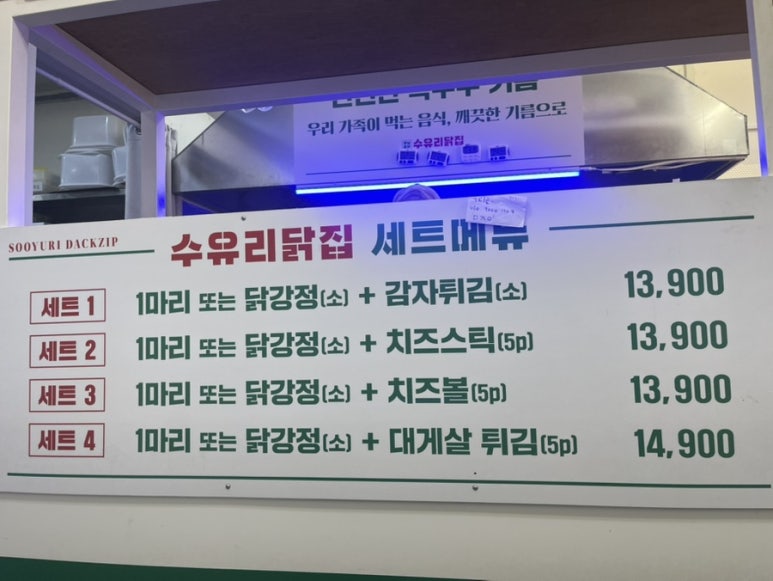 우리 가족이 먹는 음식, 깨끗한 기름으로
수유리닭집
SOOYURI DACKZIP
수유리닭집 세트메뉴
세트 1 1마리 또는 닭강정(소) + 감자튀김(소) 13,900
세트 2 1마리 또는 닭강정(소) + 치즈스틱(5p) 13,900
세트 3 1마리 또는 닭강정(소) + 치즈볼(5p) 13,900
세트 4 1마리 또는 닭강정(소) + 대게살 튀김(5p) 14,900